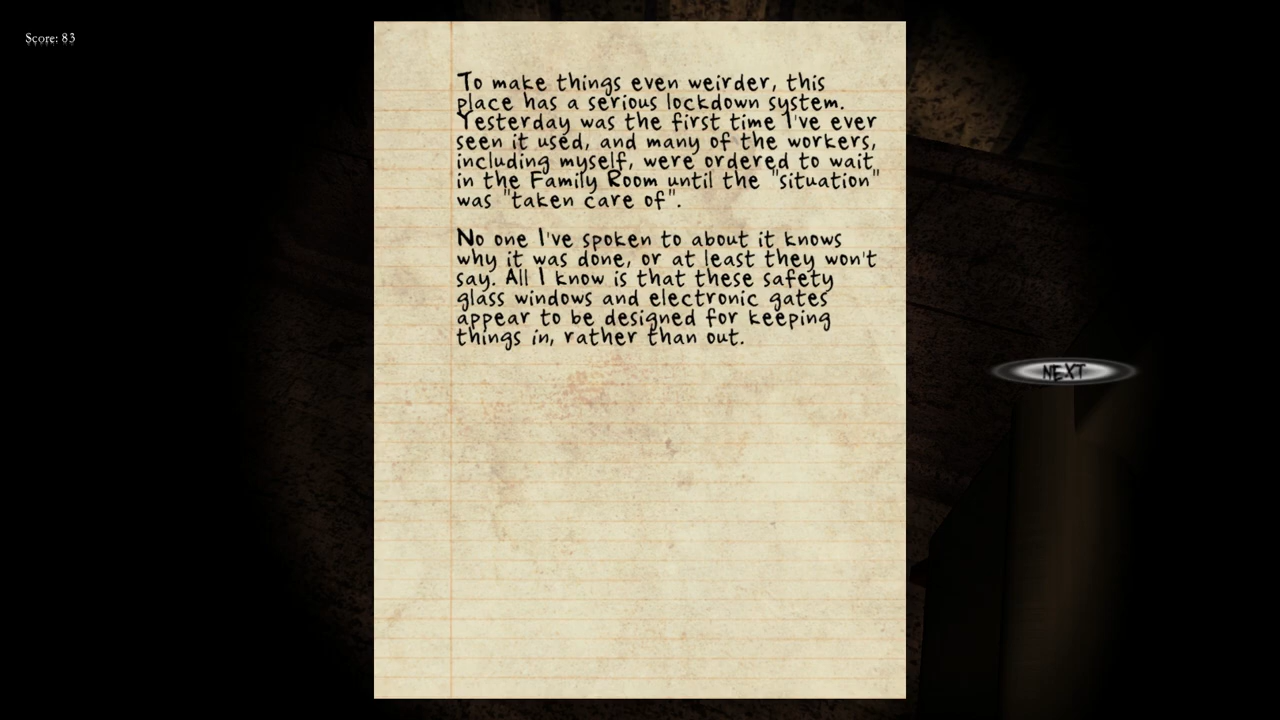 Score: 83
To make things even weirder, this
place has a serious lockdown system.
Yesterday was the first time I've ever
seen it used, and many of the workers,
including myself, were ordered to wait
in the Family Room until the "situation"
was "taken care of".
No one I've spoken to about it knows
why it was done, or at least they won't
say. All I know is that these safety
glass windows and electronic gates
appear to be designed for keeping
things in, rather than out.
NEXT